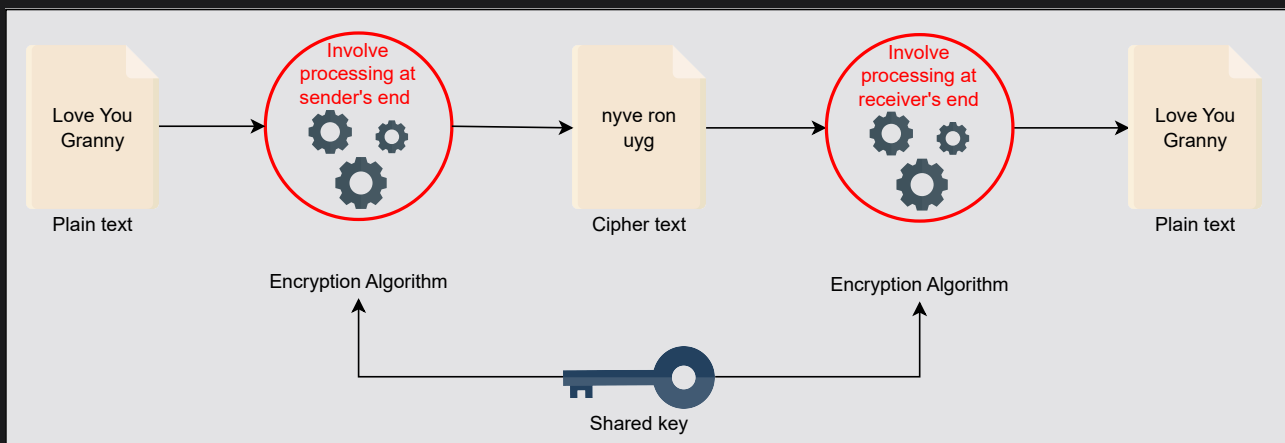 Love You
Granny
Plain text
Involve
processing at
sender's end
Encryption Algorithm
nyve ron
uyg
Cipher text
Involve
processing at
receiver's end
Encryption Algorithm
Love You
Granny
Plain text
Shared key